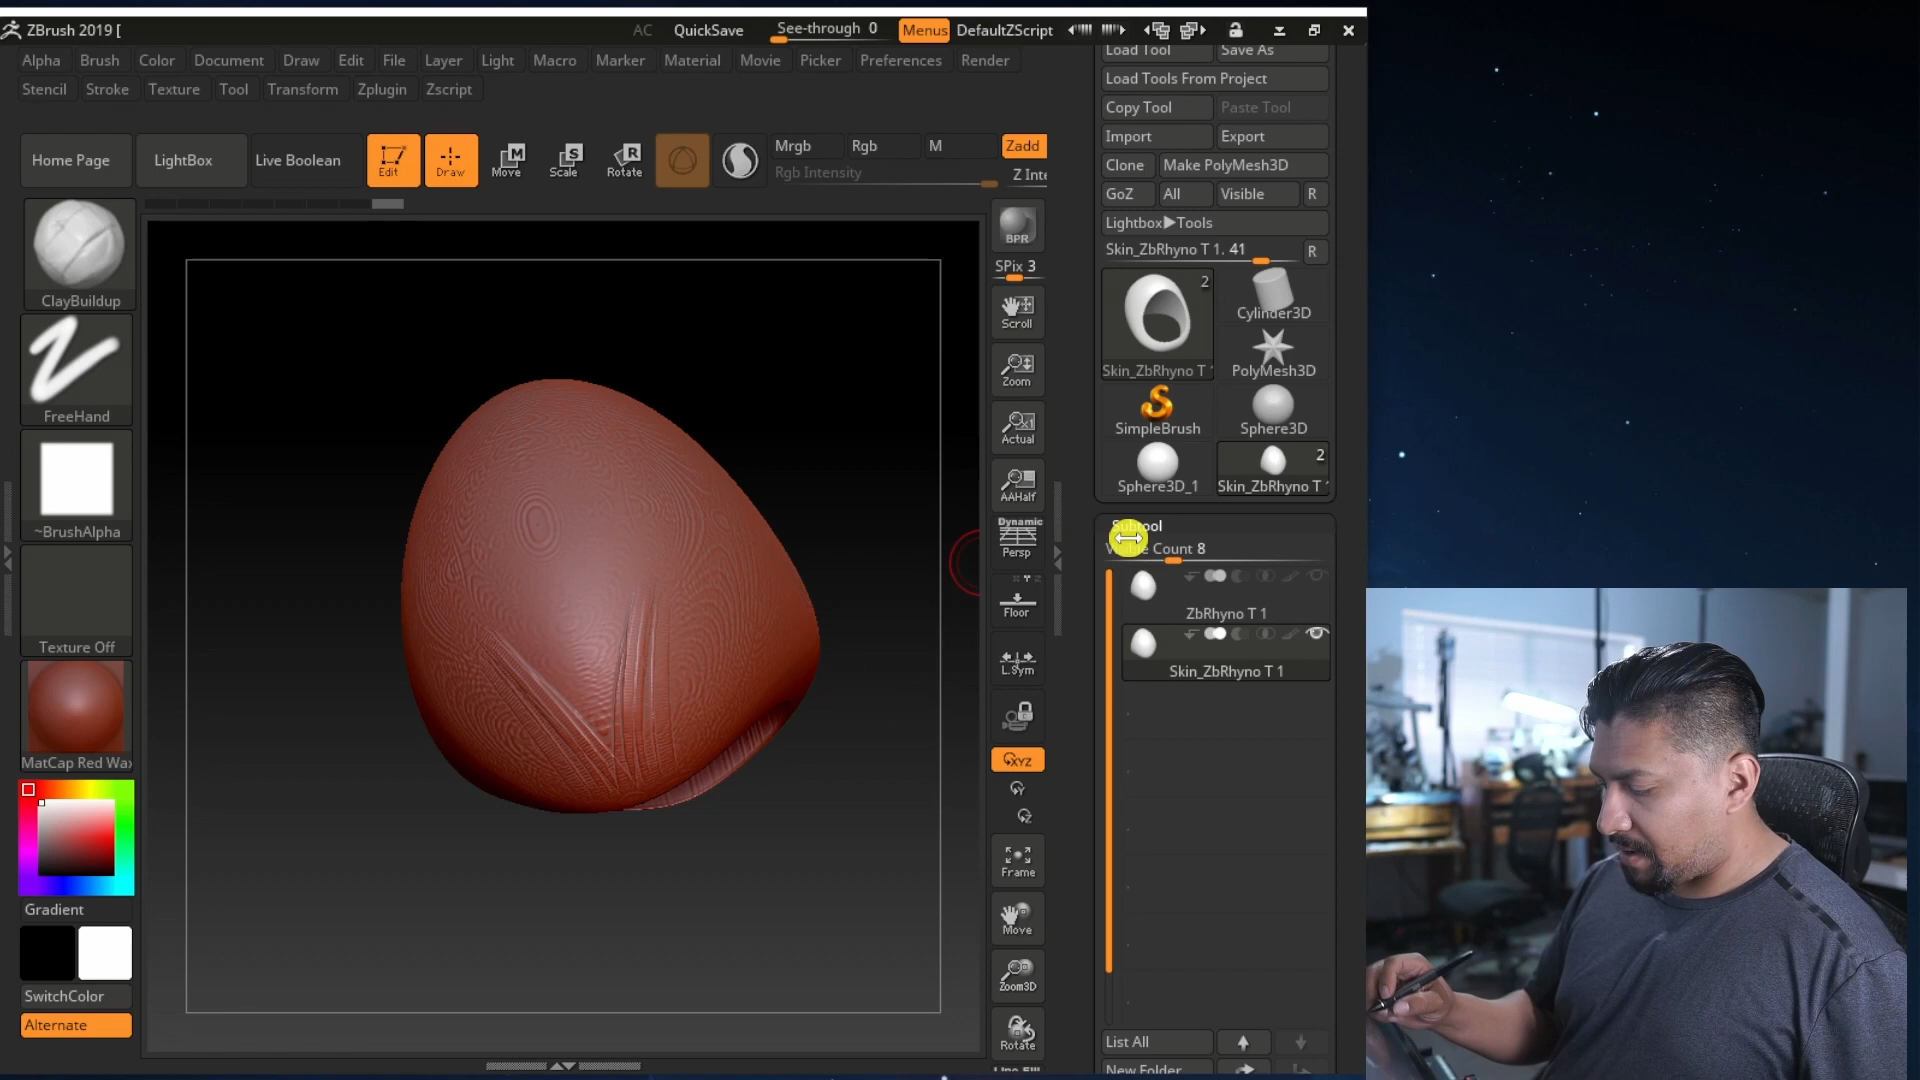 ZBrush 2019 [
AC
QuickSave
See-through 0
Menus
DefaultZScript
Alpha Brush Color Document Draw Edit File Layer Light Macro Marker Material Movie Picker Preferences Render
Stencil Stroke Texture Tool Transform Zplugin Zscript
Home Page
LightBox
Live Boolean
Edit
Draw
Move
Scale
Rotate
Mrgb
Rgb
M
Zadd
Rgb Intensity
Z Inte
ClayBuildup
FreeHand
~BrushAlpha
Texture Off
MatCap Red Wax
Gradient
SwitchColor
Alternate
BPR
SPix 3
Scroll
Zoom
Actual
AAHalf
Dynamic
Persp
Floor
L.Sym
XYZ
Frame
Move
Zoom3D
Rotate
Line Fill
Load Tool
Save As
Load Tools From Project
Copy Tool
Paste Tool
Import
Export
Clone
Make PolyMesh3D
GoZ
All
Visible
R
Lightbox▶Tools
Skin_ZbRhyno T 1. 41
R
2
Cylinder3D
Skin_ZbRhyno T
PolyMesh3D
SimpleBrush
Sphere3D
2
Sphere3D_1
Skin_ZbRhyno T
Subtool
Count 8
ZbRhyno T 1
Skin_ZbRhyno T 1
List All
New Folder